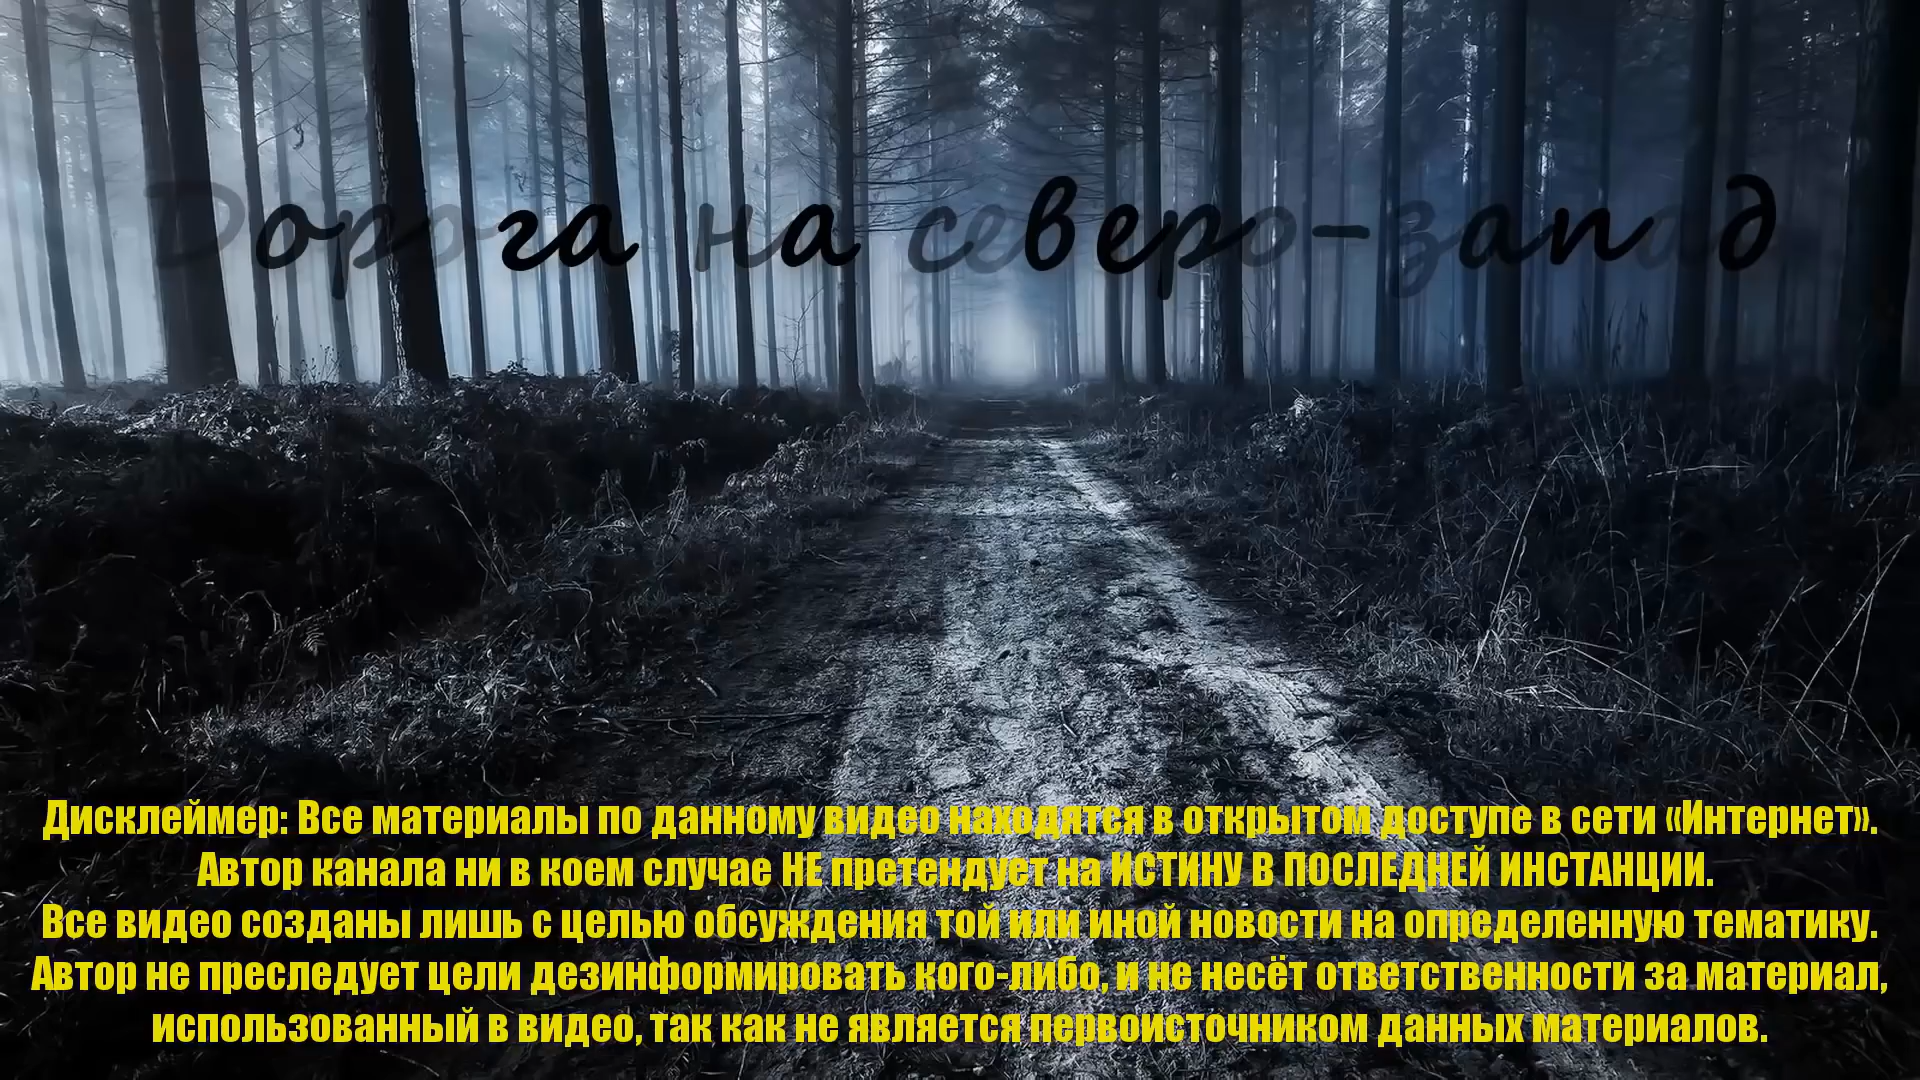 Дорога на северо-запад
Дисклеймер: Все материалы по данному видео находятся в открытом доступе в сети «Интернет».
Автор канала ни в коем случае НЕ претендует на ИСТИНУ В ПОСЛЕДНЕЙ ИНСТАНЦИИ.
Все видео созданы лишь с целью обсуждения той или иной новости на определенную тематику.
Автор не преследует цели дезинформировать кого-либо, и не несёт ответственности за материал,
использованный в видео, так как не является первоисточником данных материалов.